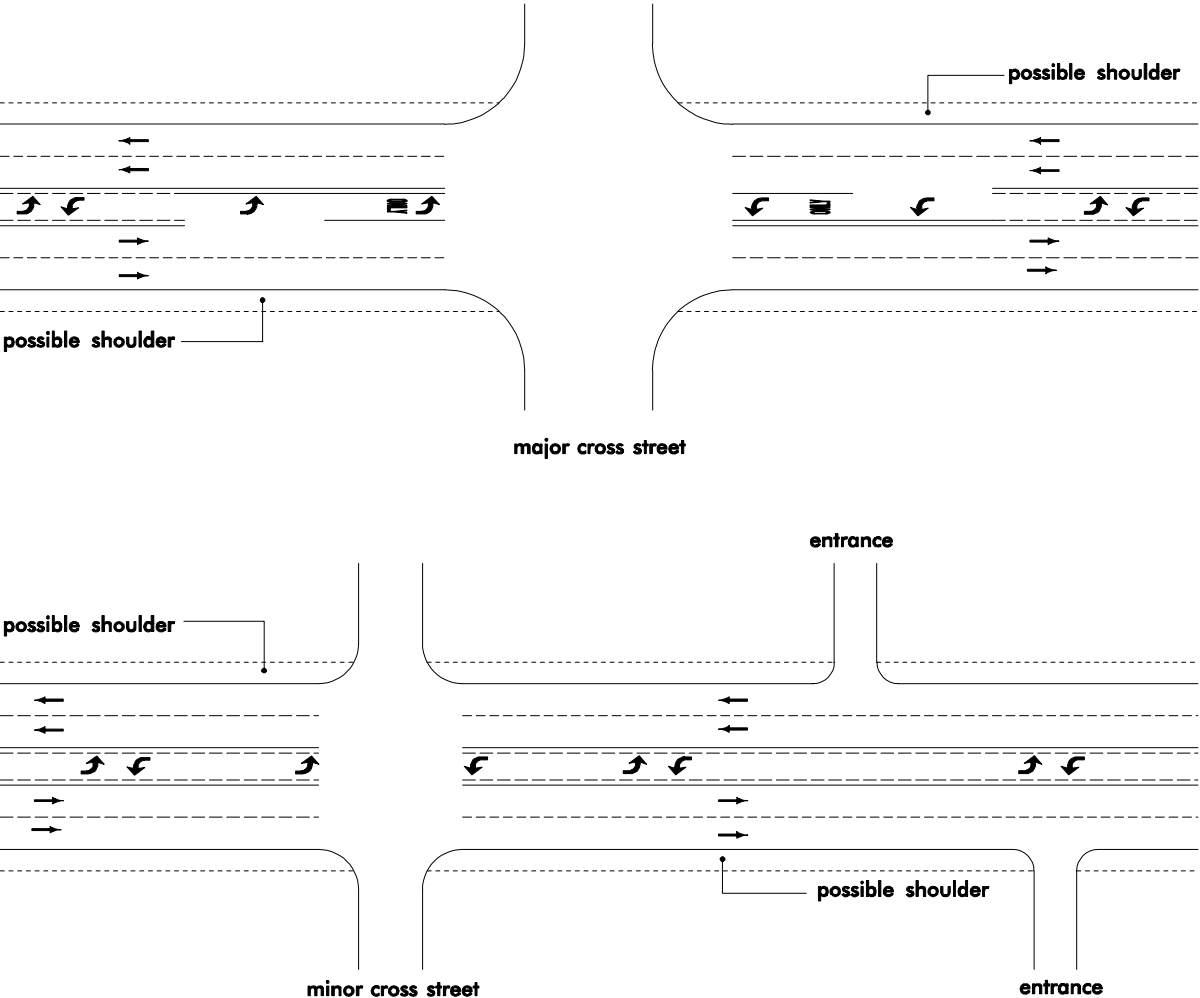 possible shoulder
possible shoulder
major cross street
entrance
possible shoulder
possible shoulder
minor cross street
entrance